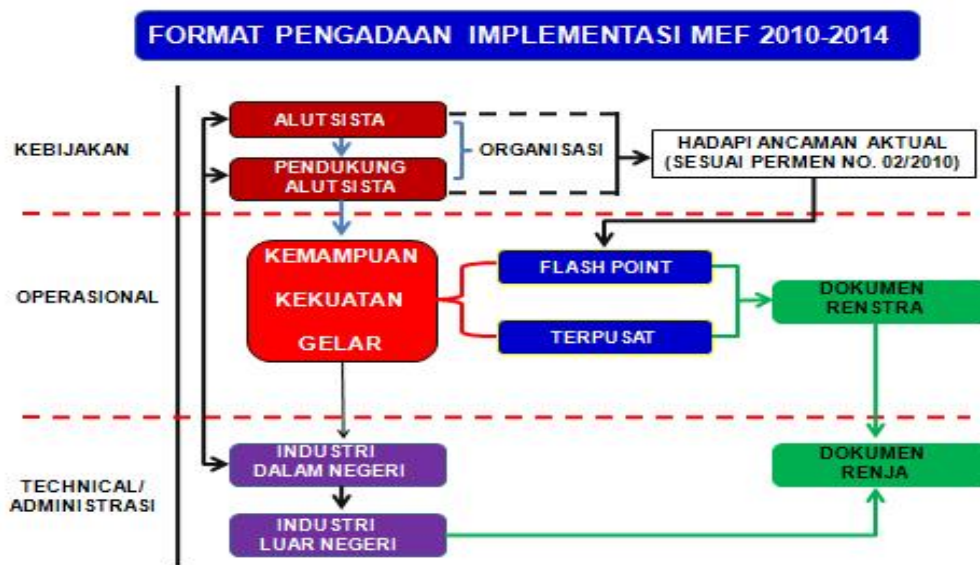 FORMAT PENGADAAN IMPLEMENTASI MEF 2010-2014
KEBIJAKAN
ALUTSISTA
PENDUKUNG
ALUTSISTA
ORGANISASI
HADAPI ANCAMAN AKTUAL
(SESUAI PERMEN NO. 02/2010)
OPERASIONAL
KEMAMPUAN
KEKUATAN
GELAR
FLASH POINT
TERPUSAT
DOKUMEN
RENSTRA
TECHNICAL/
ADMINISTRASI
INDUSTRI
DALAM NEGERI
INDUSTRI
LUAR NEGERI
DOKUMEN
RENJA